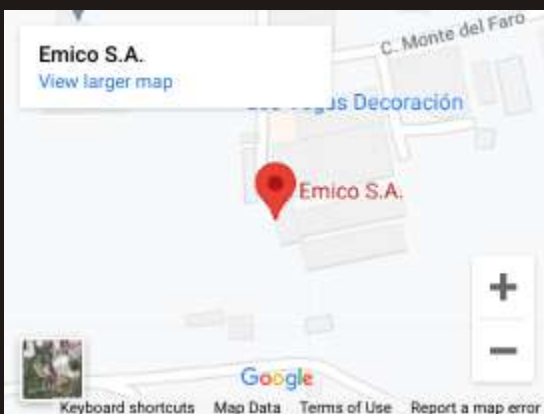 Emico S.A.
View larger map
C. Monte del Faro
Decoración
Emico S.A.
+
−
Google
Keyboard shortcuts Map Data Terms of Use Report a map error